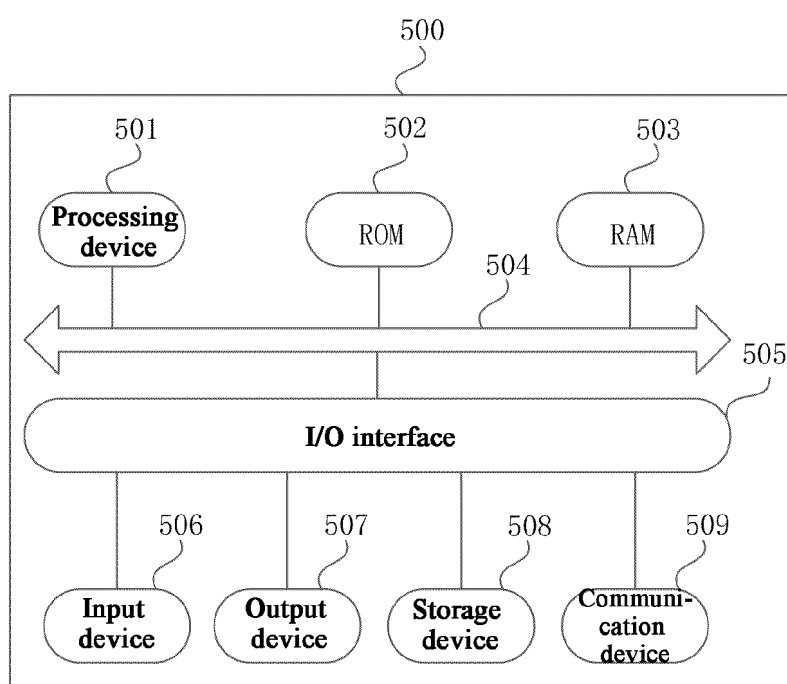 500
501
502
503
Processing
device
ROM
RAM
504
505
I/O interface
506
507
508
509
Input
device
Output
device
Storage
device
Communi-
cation
device